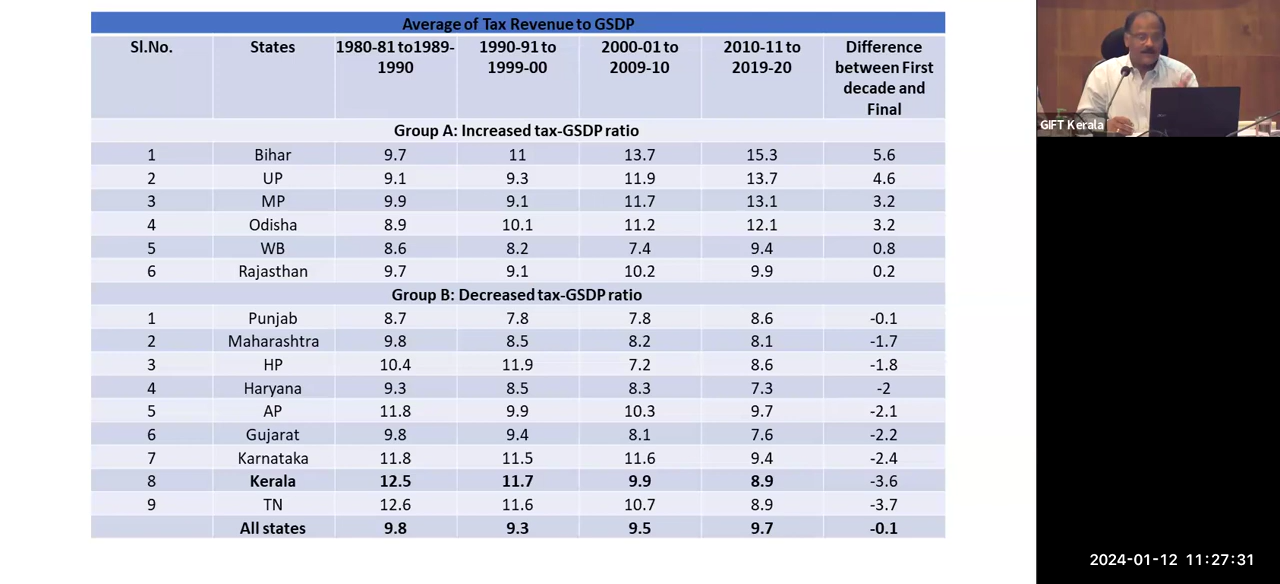 Average of Tax Revenue to GSDP
Sl.No. States 1980-81 to1989-1990 1990-91 to 1999-00 2000-01 to 2009-10 2010-11 to 2019-20 Difference between First decade and Final
Group A: Increased tax-GSDP ratio
1 Bihar 9.7 11 13.7 15.3 5.6
2 UP 9.1 9.3 11.9 13.7 4.6
3 MP 9.9 9.1 11.7 13.1 3.2
4 Odisha 8.9 10.1 11.2 12.1 3.2
5 WB 8.6 8.2 7.4 9.4 0.8
6 Rajasthan 9.7 9.1 10.2 9.9 0.2
Group B: Decreased tax-GSDP ratio
1 Punjab 8.7 7.8 7.8 8.6 -0.1
2 Maharashtra 9.8 8.5 8.2 8.1 -1.7
3 HP 10.4 11.9 7.2 8.6 -1.8
4 Haryana 9.3 8.5 8.3 7.3 -2
5 AP 11.8 9.9 10.3 9.7 -2.1
6 Gujarat 9.8 9.4 8.1 7.6 -2.2
7 Karnataka 11.8 11.5 11.6 9.4 -2.4
8 Kerala 12.5 11.7 9.9 8.9 -3.6
9 TN 12.6 11.6 10.7 8.9 -3.7
All states 9.8 9.3 9.5 9.7 -0.1
GIFT Kerala
2024-01-12 11:27:31